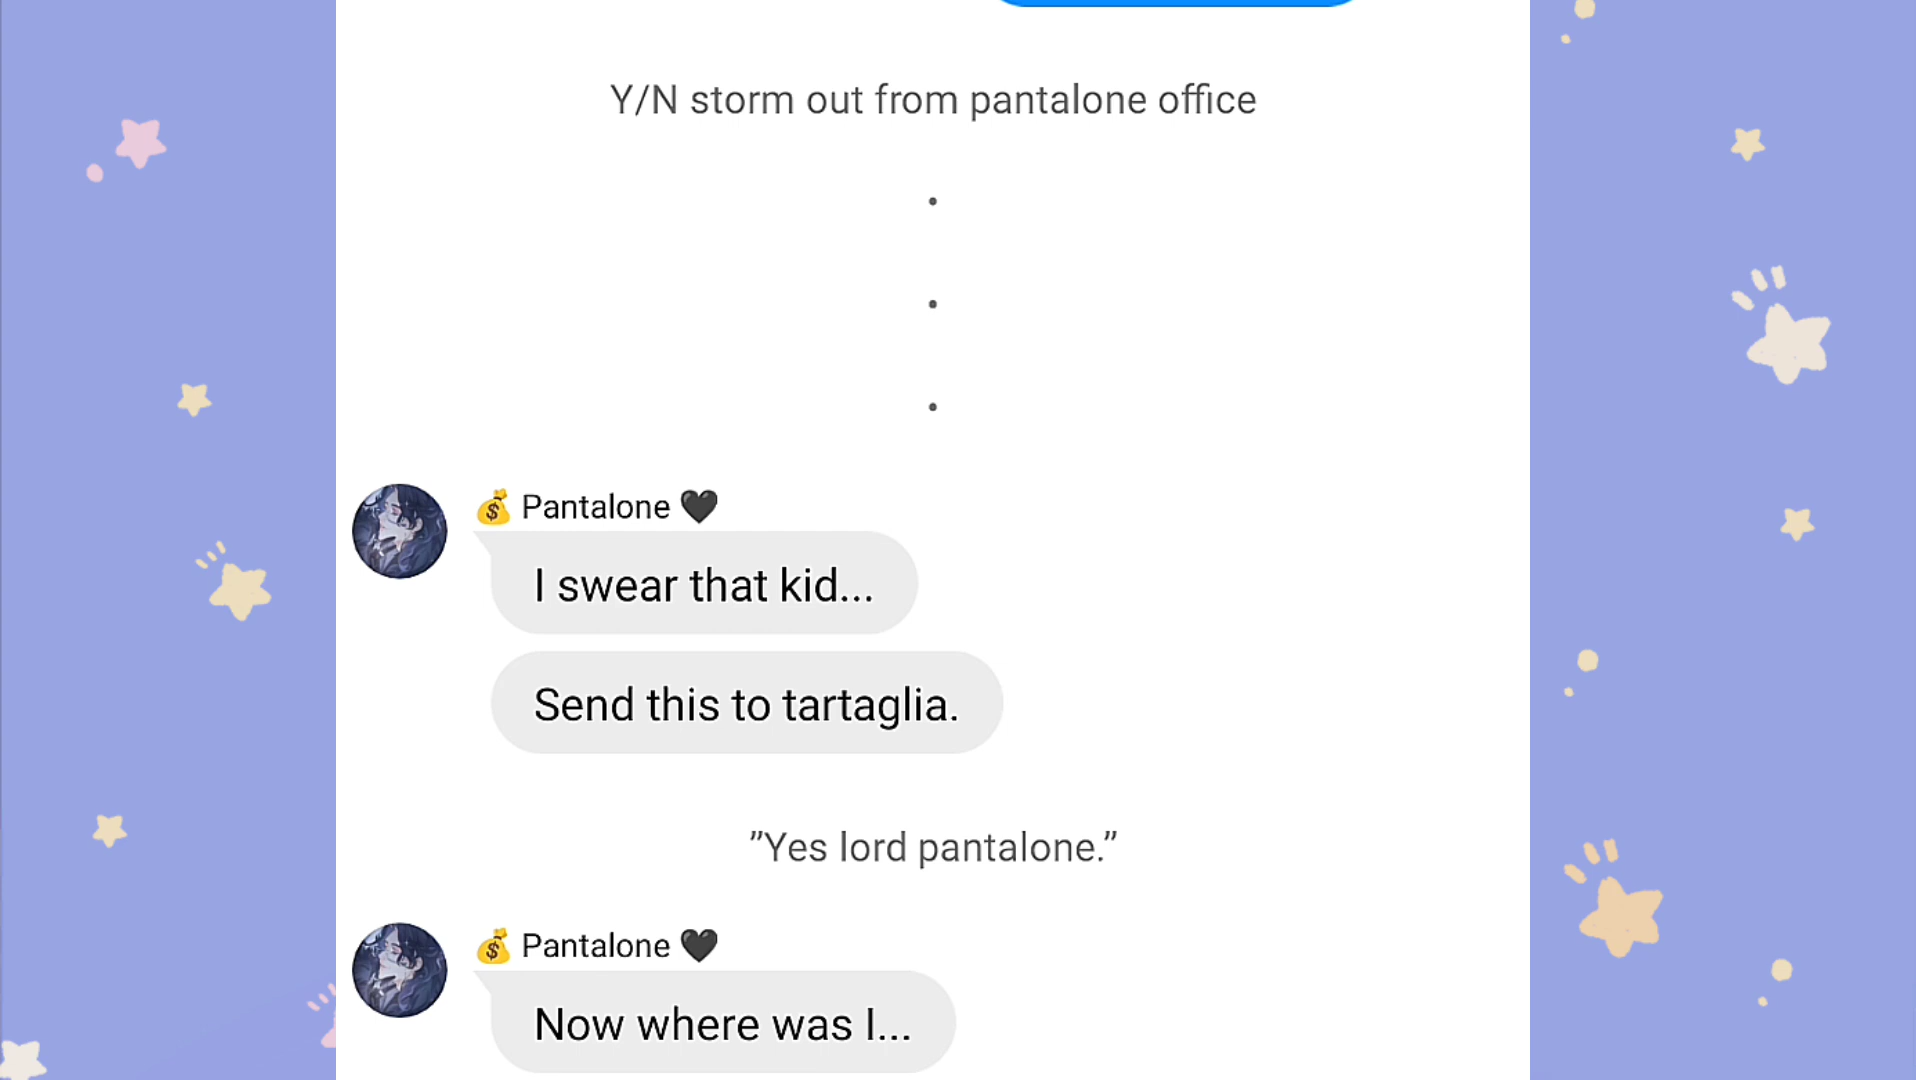 Y/N storm out from pantalone office
.
.
.
💰 Pantalone 🖤
I swear that kid...
Send this to tartaglia.
”Yes lord pantalone.”
💰 Pantalone 🖤
Now where was I...